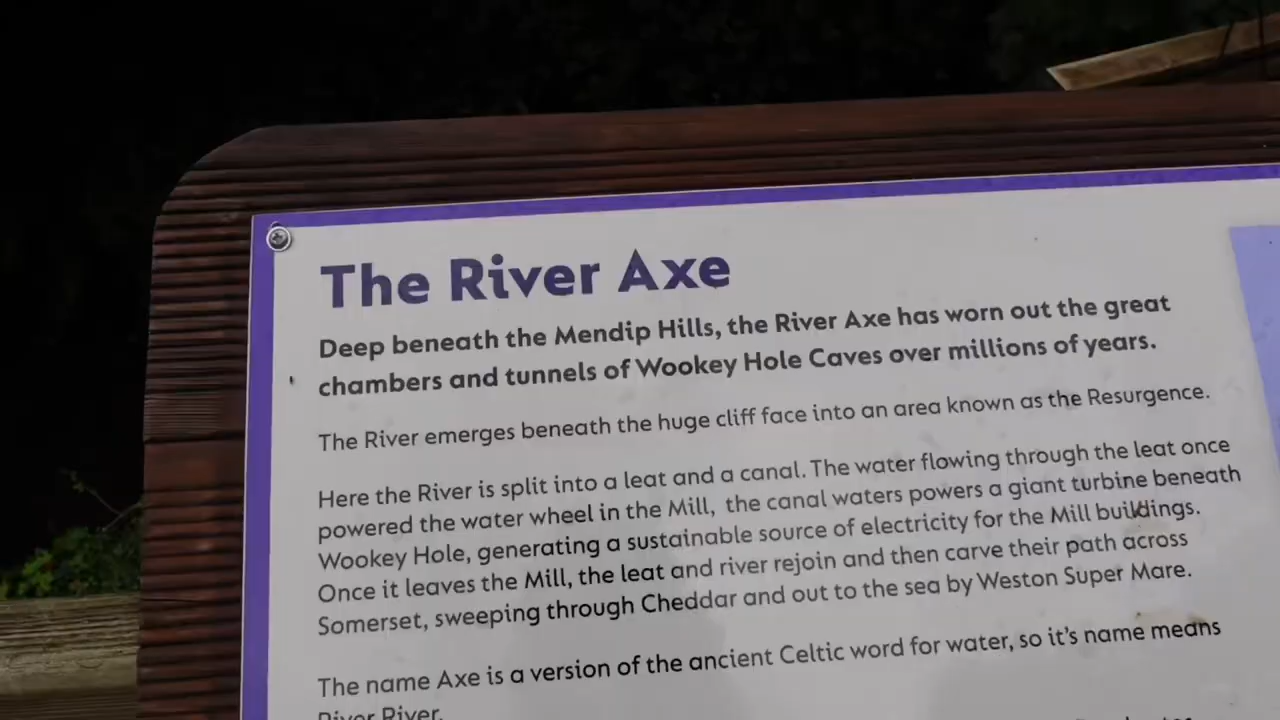 The River Axe
Deep beneath the Mendip Hills, the River Axe has worn out the great
chambers and tunnels of Wookey Hole Caves over millions of years.
The River emerges beneath the huge cliff face into an area known as the Resurgence.
Here the River is split into a leat and a canal. The water flowing through the leat once
powered the water wheel in the Mill, the canal waters powers a giant turbine beneath
Wookey Hole, generating a sustainable source of electricity for the Mill buildings.
Once it leaves the Mill, the leat and river rejoin and then carve their path across
Somerset, sweeping through Cheddar and out to the sea by Weston Super Mare.
The name Axe is a version of the ancient Celtic word for water, so it's name means
River River.